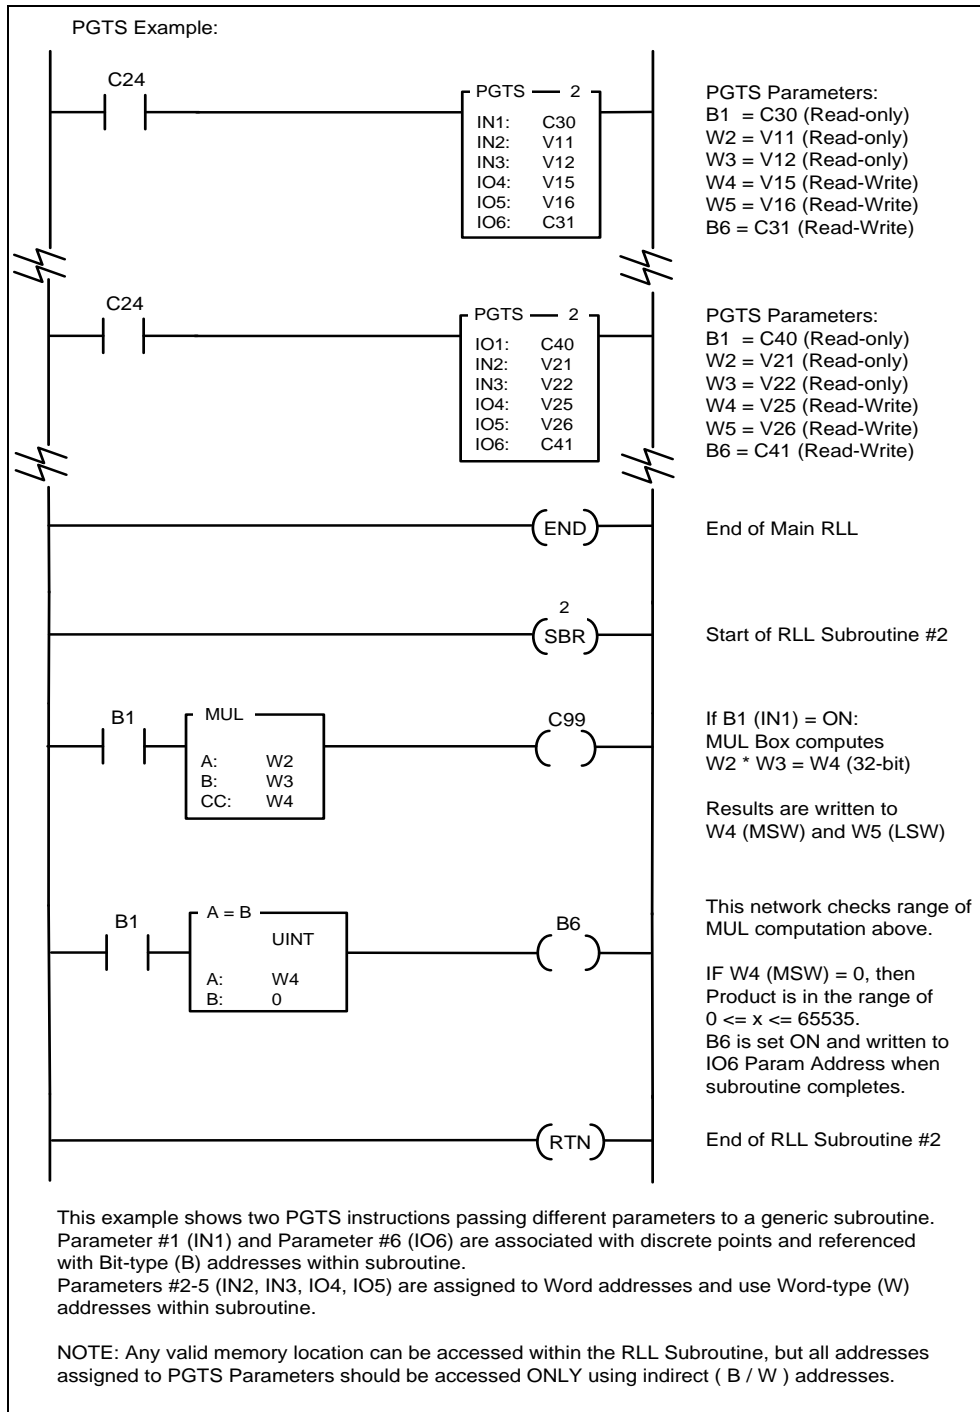 PGTS Example:
C24
PGTS 2
IN1: C30
IN2: V11
IN3: V12
IO4: V15
IO5: V16
IO6: C31
PGTS Parameters:
B1 = C30 (Read-only)
W2 = V11 (Read-only)
W3 = V12 (Read-only)
W4 = V15 (Read-Write)
W5 = V16 (Read-Write)
B6 = C31 (Read-Write)
C24
PGTS 2
IO1: C40
IN2: V21
IN3: V22
IO4: V25
IO5: V26
IO6: C41
PGTS Parameters:
B1 = C40 (Read-only)
W2 = V21 (Read-only)
W3 = V22 (Read-only)
W4 = V25 (Read-Write)
W5 = V26 (Read-Write)
B6 = C41 (Read-Write)
END
End of Main RLL
2
SBR
Start of RLL Subroutine #2
B1
MUL
A: W2
B: W3
CC: W4
C99
If B1 (IN1) = ON:
MUL Box computes
W2 * W3 = W4 (32-bit)
Results are written to
W4 (MSW) and W5 (LSW)
B1
A = B
UINT
A: W4
B: 0
B6
This network checks range of
MUL computation above.
IF W4 (MSW) = 0, then
Product is in the range of
0 <= x <= 65535.
B6 is set ON and written to
IO6 Param Address when
subroutine completes.
RTN
End of RLL Subroutine #2
This example shows two PGTS instructions passing different parameters to a generic subroutine.
Parameter #1 (IN1) and Parameter #6 (IO6) are associated with discrete points and referenced
with Bit-type (B) addresses within subroutine.
Parameters #2-5 (IN2, IN3, IO4, IO5) are assigned to Word addresses and use Word-type (W)
addresses within subroutine.
NOTE: Any valid memory location can be accessed within the RLL Subroutine, but all addresses
assigned to PGTS Parameters should be accessed ONLY using indirect ( B / W ) addresses.